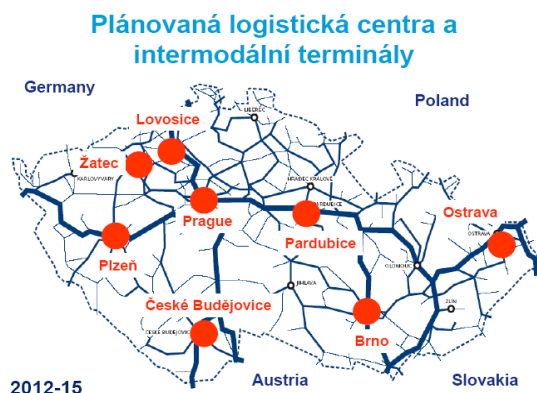 Plánovaná logistická centra a
intermodální terminály
Germany
Poland
Lovosice
LIBEREC
Žatec
KARLOVY VARY
HRADEC KRÁLOVÉ
Prague
PARDUBICE
Pardubice
Ostrava
OSTRAVA
Plzeň
OLOMOUC
České Budějovice
JIHLAVA
ZLÍN
ČESKÉ BUDĚJOVICE
Brno
2012-15
Austria
Slovakia